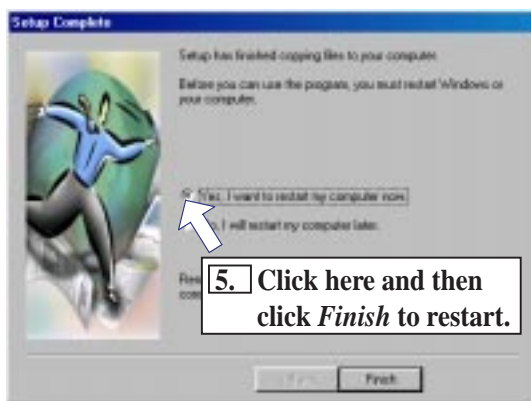 Setup Complete
Setup has finished copying files to your computer.
Before you can use the program, you must restart Windows or
your computer.
Yes, I want to restart my computer now.
I will restart my computer later.
5. Click here and then
click Finish to restart.
Finish